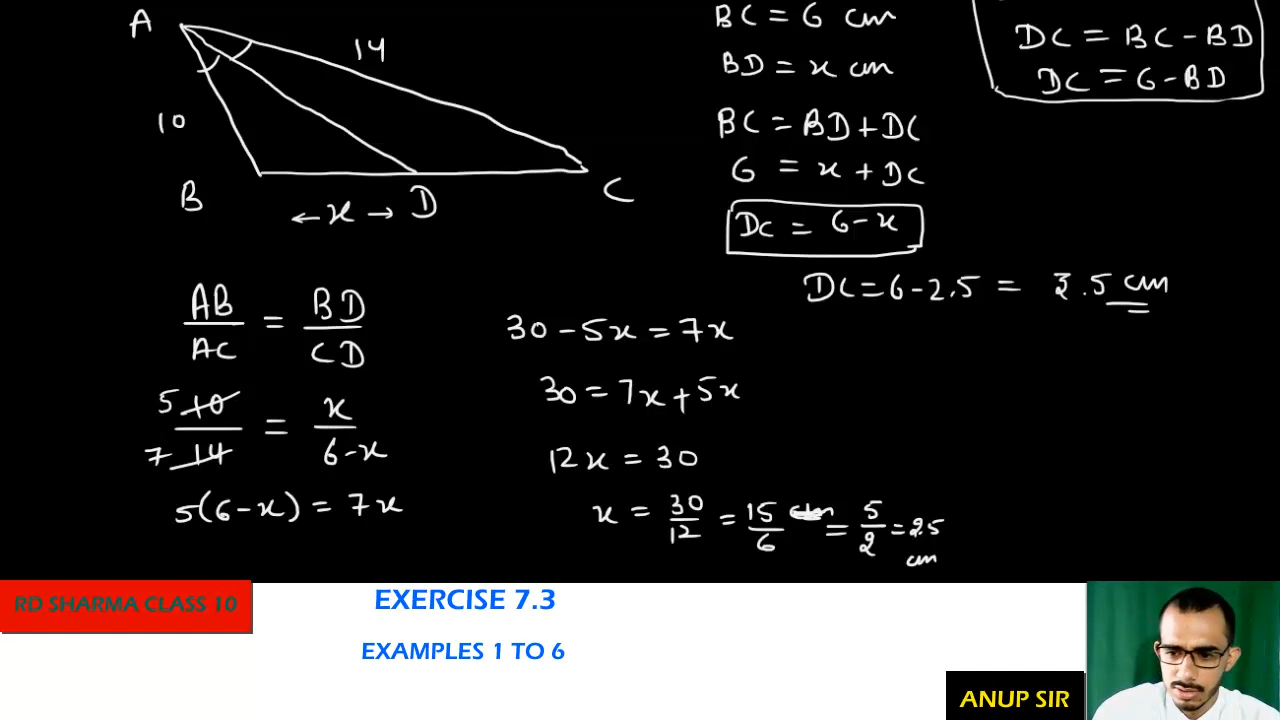 A
14
10
B
← x →
D
C
BC = 6 cm
BD = x cm
BC = BD + DC
6 = x + DC
DC = 6 - x
DC = BC - BD
DC = 6 - BD
DC = 6 - 2.5 = 3.5 cm
AB/AC = BD/CD
5 10/7 14 = x/6-x
5(6-x) = 7x
30 - 5x = 7x
30 = 7x + 5x
12x = 30
x = 30/12 = 15/6 = 5/2 = 2.5 cm
RD SHARMA CLASS 10
EXERCISE 7.3
EXAMPLES 1 TO 6
ANUP SIR